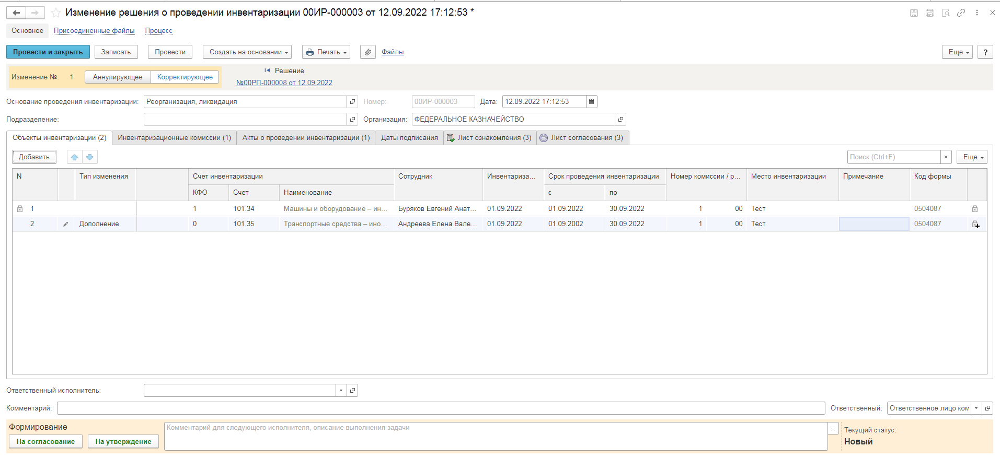 Изменение решения о проведении инвентаризации 00ИР-000003 от 12.09.2022 17:12:53 *
Основное Присоединенные файлы Процесс
Провести и закрыть Записать Провести Создать на основании Печать Файлы Еще ?
Решение
Изменение №: 1 Аннулирующее Корректирующее
№00РП-000008 от 12.09.2022
Основание проведения инвентаризации: Реорганизация, ликвидация Номер: 00ИР-000003 Дата: 12.09.2022 17:12:53
Подразделение: Организация: ФЕДЕРАЛЬНОЕ КАЗНАЧЕЙСТВО
Объекты инвентаризации (2) Инвентаризационные комиссии (1) Акты о проведении инвентаризации (1) Даты подписания Лист ознакомления (3) Лист согласования (3)
Добавить Поиск (Ctrl+F) × Еще
N Тип изменения Счет инвентаризации Сотрудник Инвентариза... Срок проведения инвентаризации Номер комиссии / р... Место инвентаризации Примечание Код формы
КФО Счет Наименование с по
1 1 101.34 Машины и оборудование – ин... Буряков Евгений Анат... 01.09.2022 01.09.2022 30.09.2022 1 00 Тест 0504087
2 Дополнение 0 101.35 Транспортные средства – ино... Андреева Елена Вале... 01.09.2022 01.09.2002 30.09.2022 1 00 Тест 0504087
Ответственный исполнитель:
Комментарий: Ответственный: Ответственное лицо ком
Формирование Комментарий для следующего исполнителя, описание выполнения задачи ... Текущий статус:
На согласование На утверждение Новый